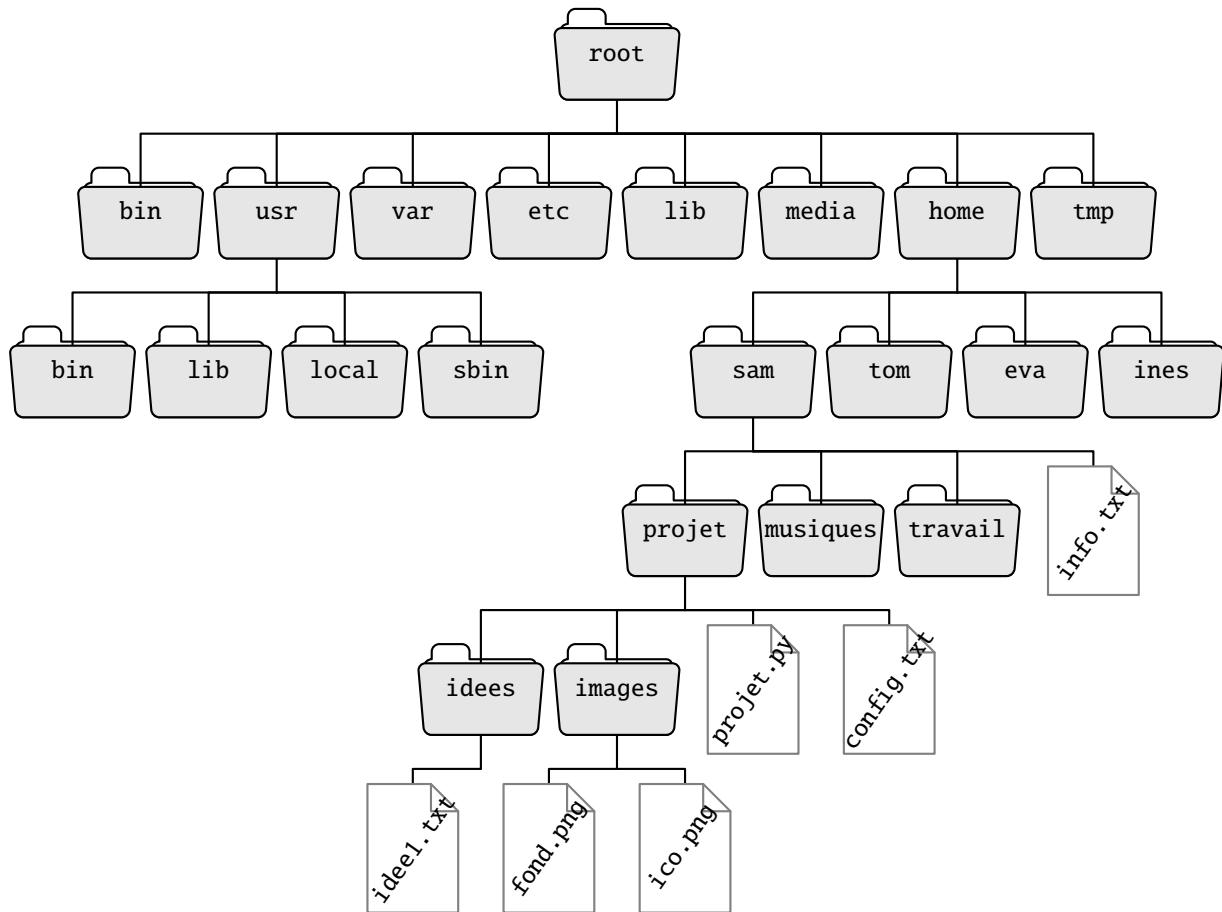 root
bin usr var etc lib media home tmp
bin lib local sbin sam tom eva ines
projet musiques travail info.txt
idees images projet.py config.txt
idee1.txt fond.png ico.png